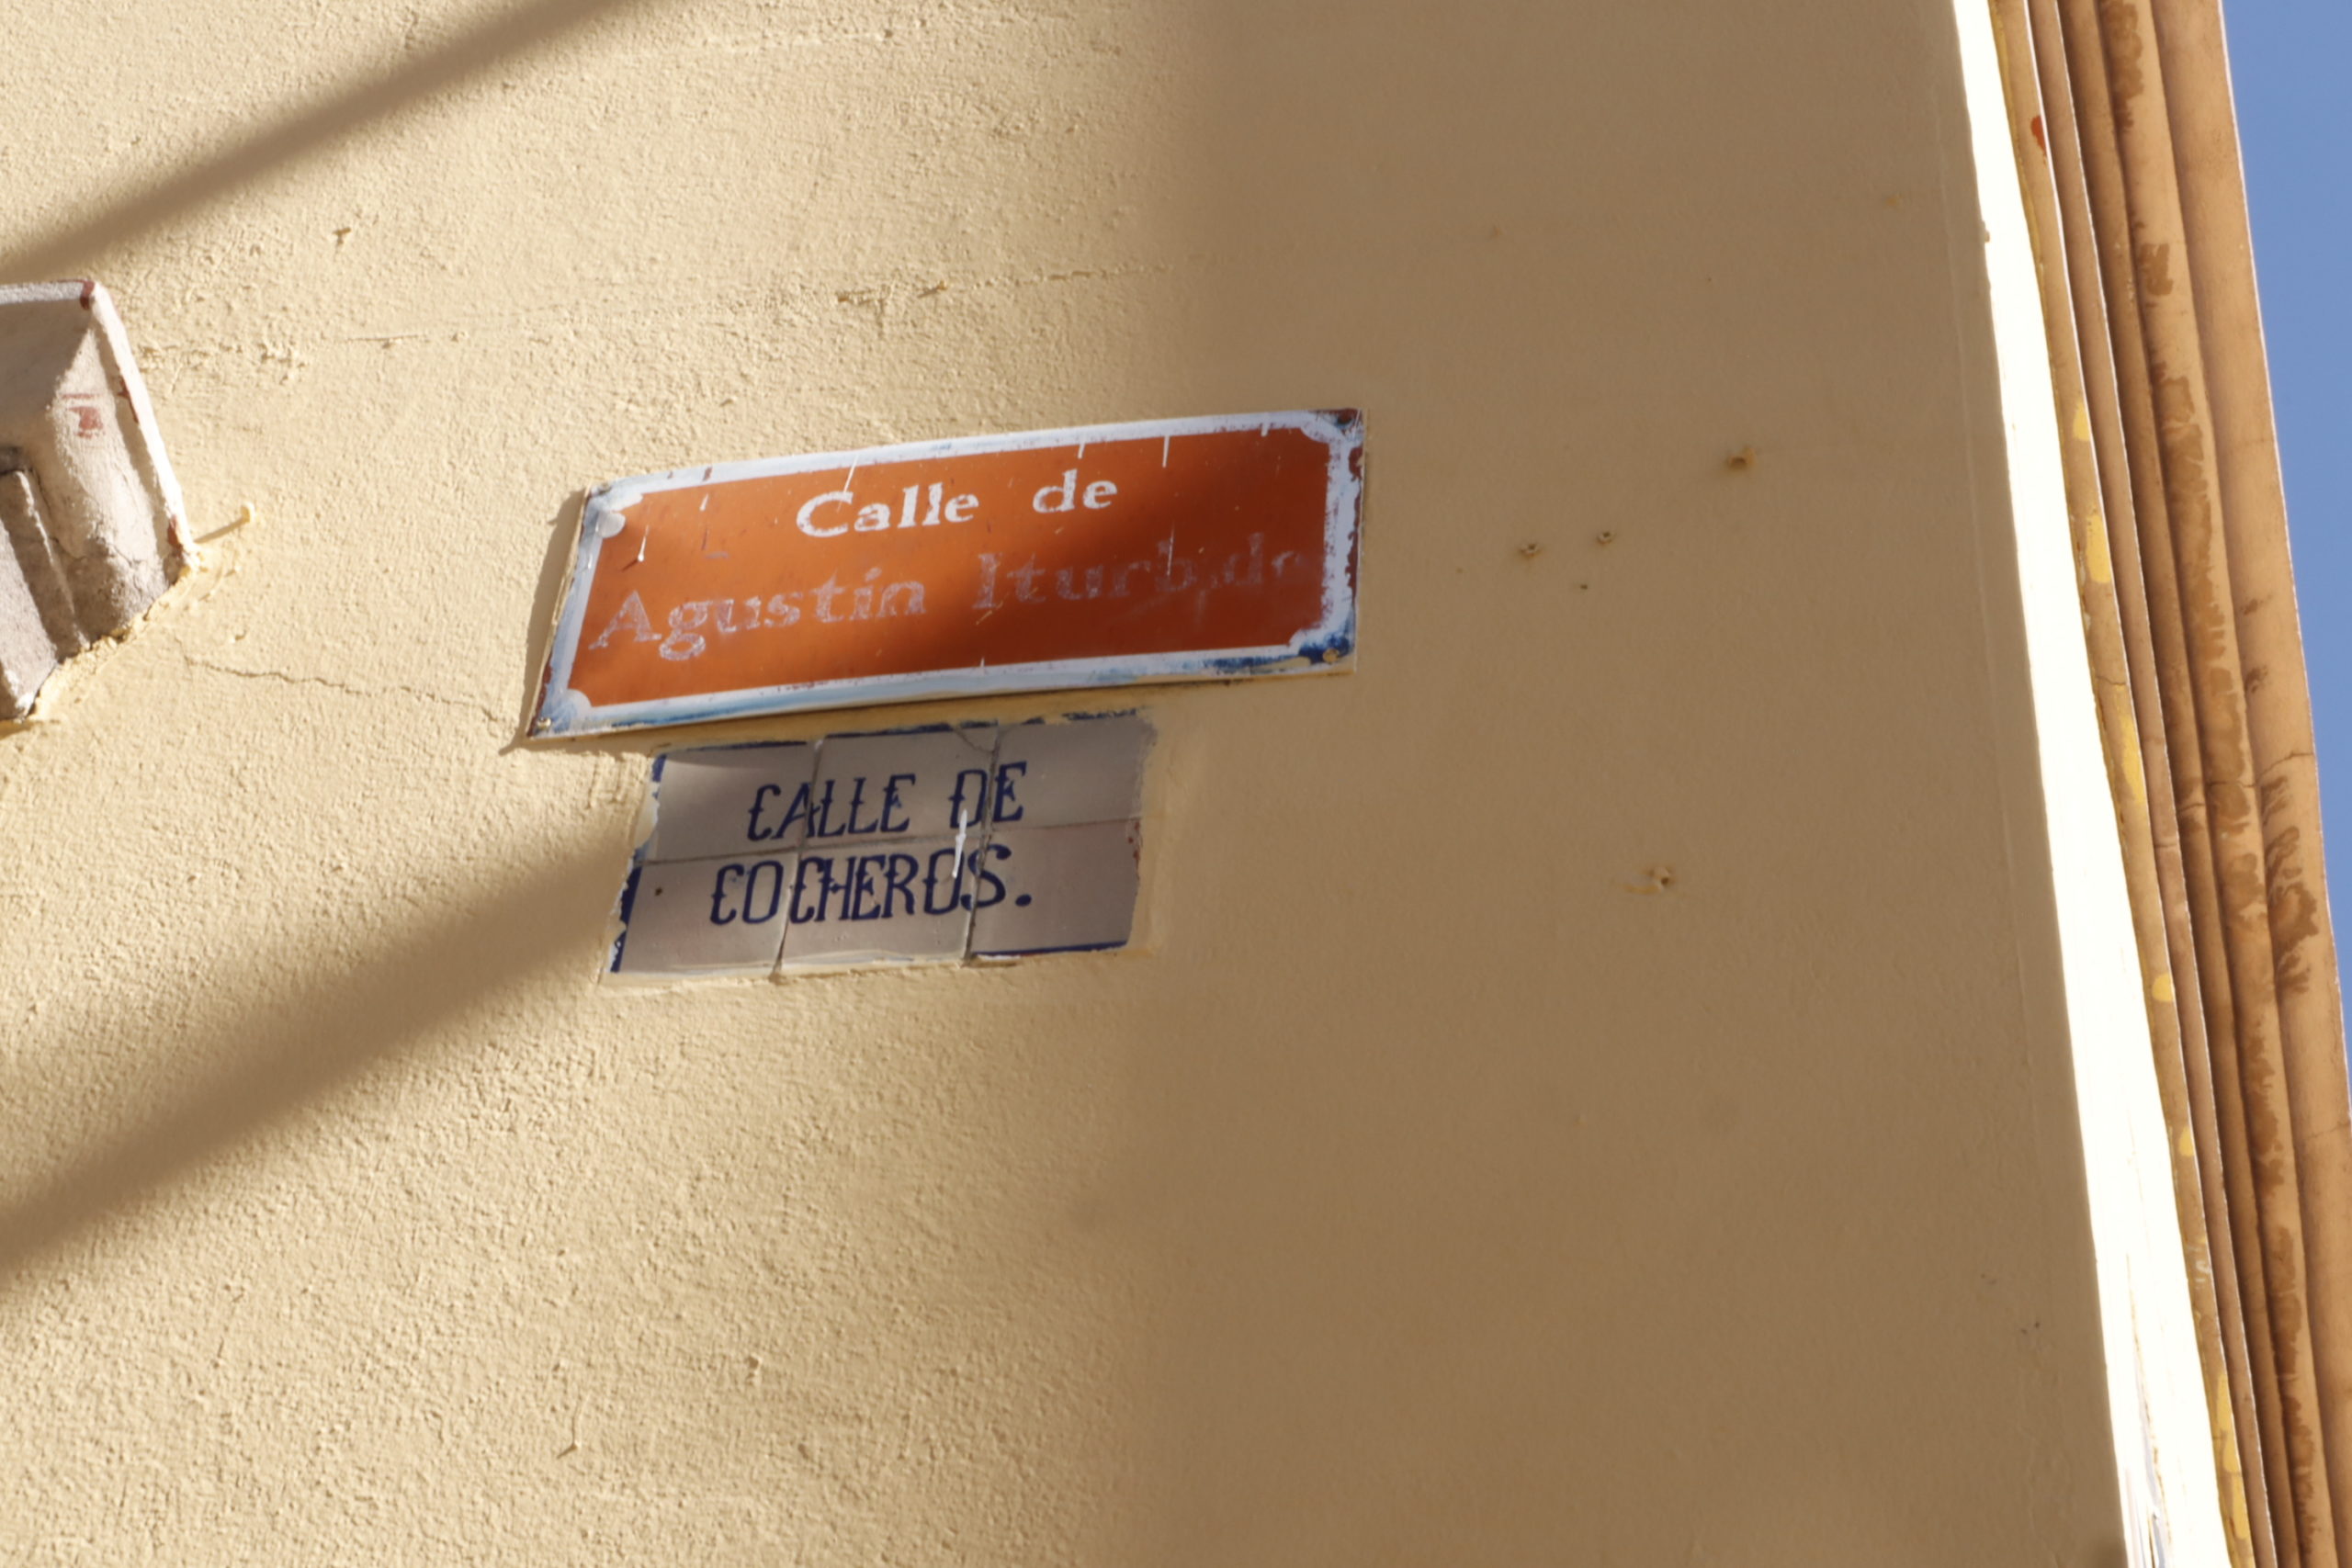 Calle de
Agustín Iturbide
CALLE DE
COCHEROS.